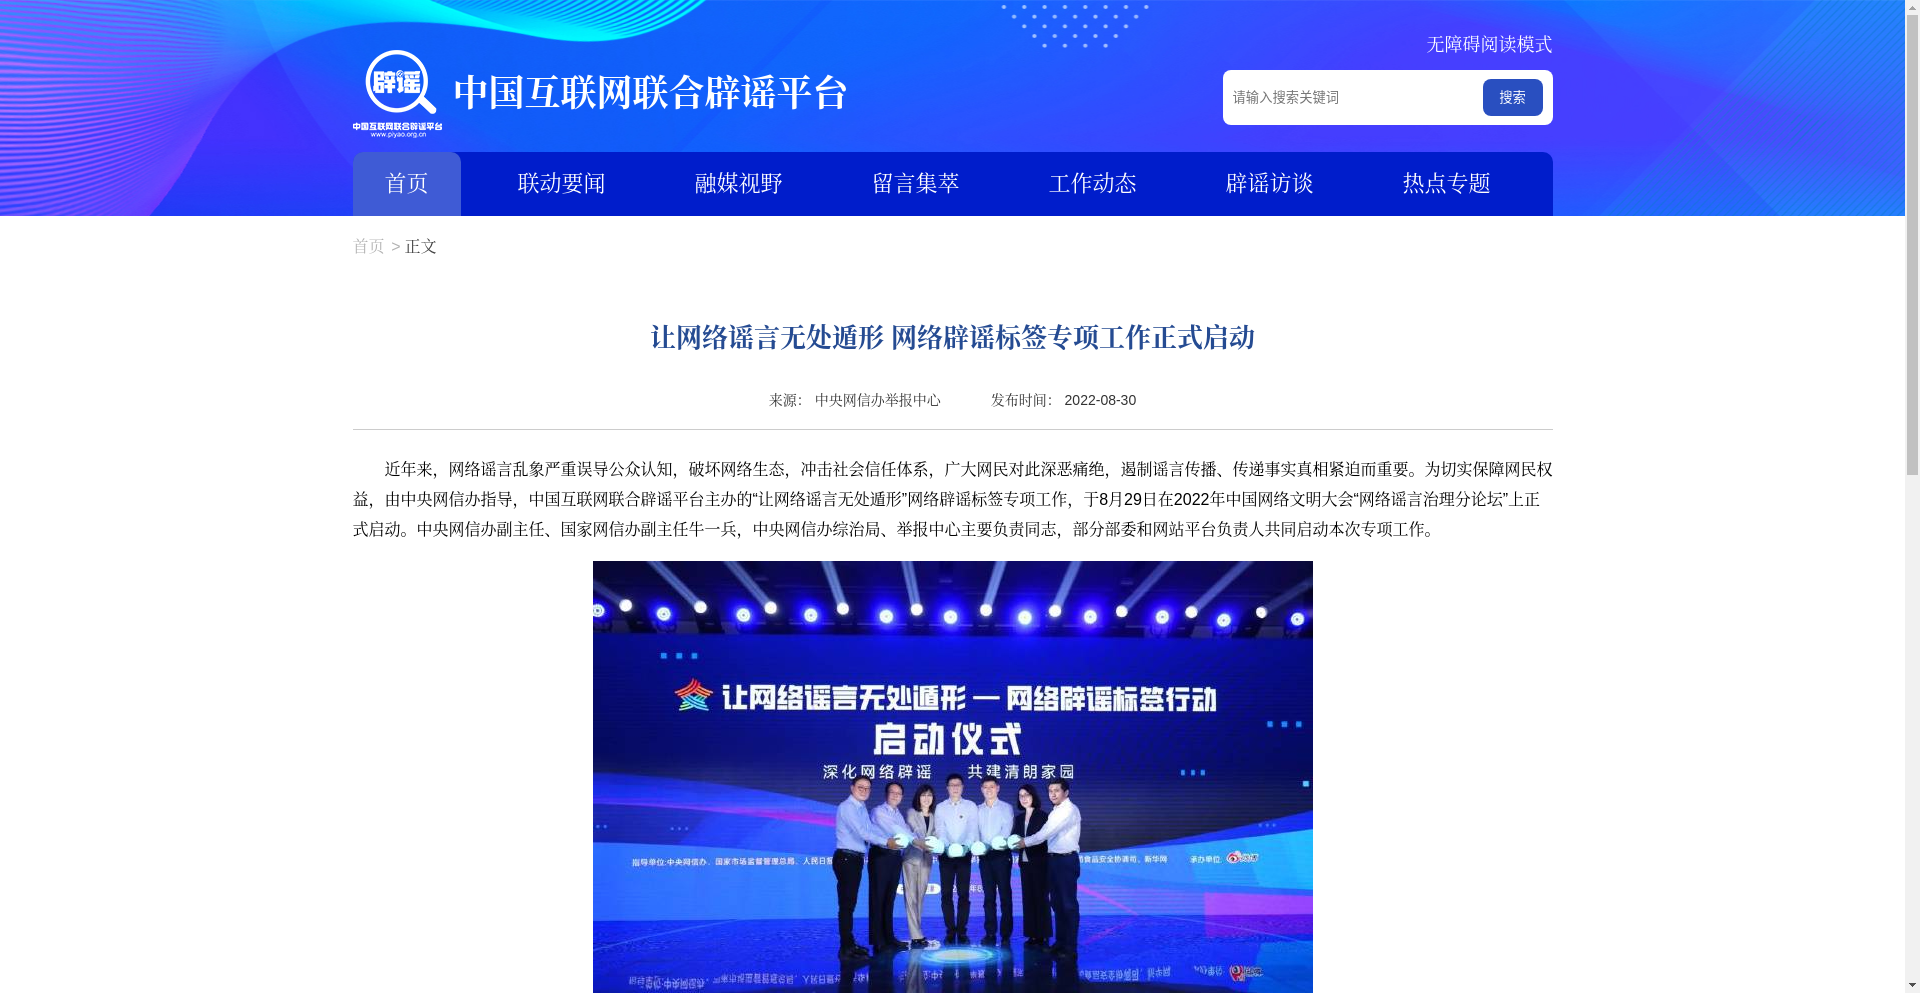 无障碍阅读模式
辟谣
中国互联网联合辟谣平台
www.piyao.org.cn
中国互联网联合辟谣平台
请输入搜索关键词
搜索
首页
联动要闻
融媒视野
留言集萃
工作动态
辟谣访谈
热点专题
首页 > 正文
让网络谣言无处遁形 网络辟谣标签专项工作正式启动
来源： 中央网信办举报中心 发布时间： 2022-08-30
近年来，网络谣言乱象严重误导公众认知，破坏网络生态，冲击社会信任体系，广大网民对此深恶痛绝，遏制谣言传播、传递事实真相紧迫而重要。为切实保障网民权
益，由中央网信办指导，中国互联网联合辟谣平台主办的“让网络谣言无处遁形”网络辟谣标签专项工作，于8月29日在2022年中国网络文明大会“网络谣言治理分论坛”上正
式启动。中央网信办副主任、国家网信办副主任牛一兵，中央网信办综治局、举报中心主要负责同志，部分部委和网站平台负责人共同启动本次专项工作。
让网络谣言无处遁形 — 网络辟谣标签行动
启动仪式
深化网络辟谣 共建清朗家园
指导单位:中央网信办、国家市场监督管理总局、人民日报
食品安全协调司、新华网
承办单位